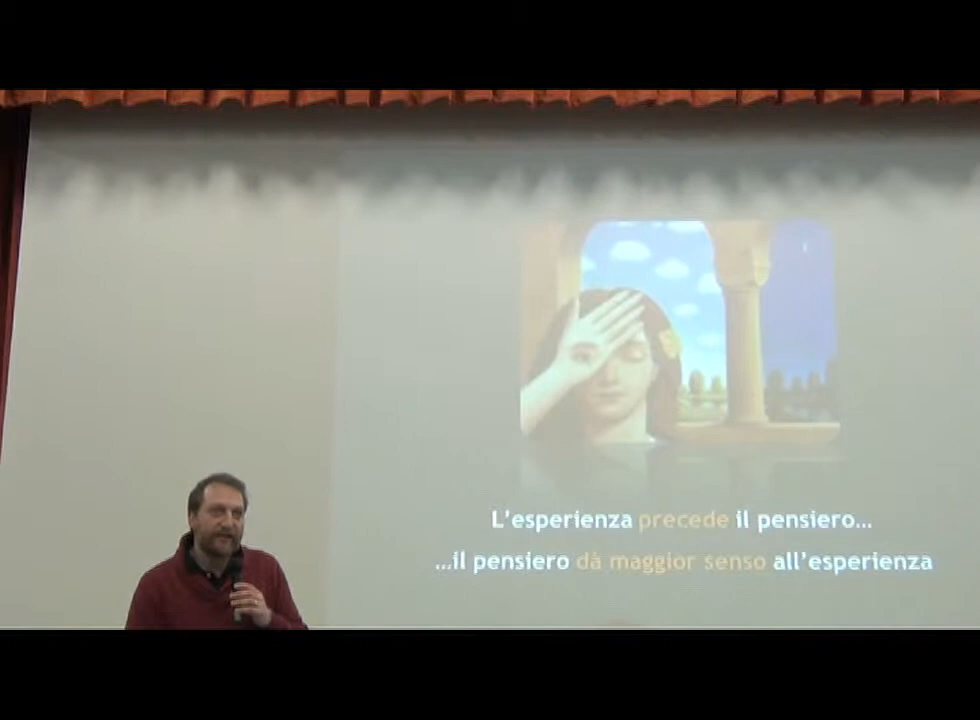 L'esperienza precede il pensiero...
...il pensiero dà maggior senso all'esperienza